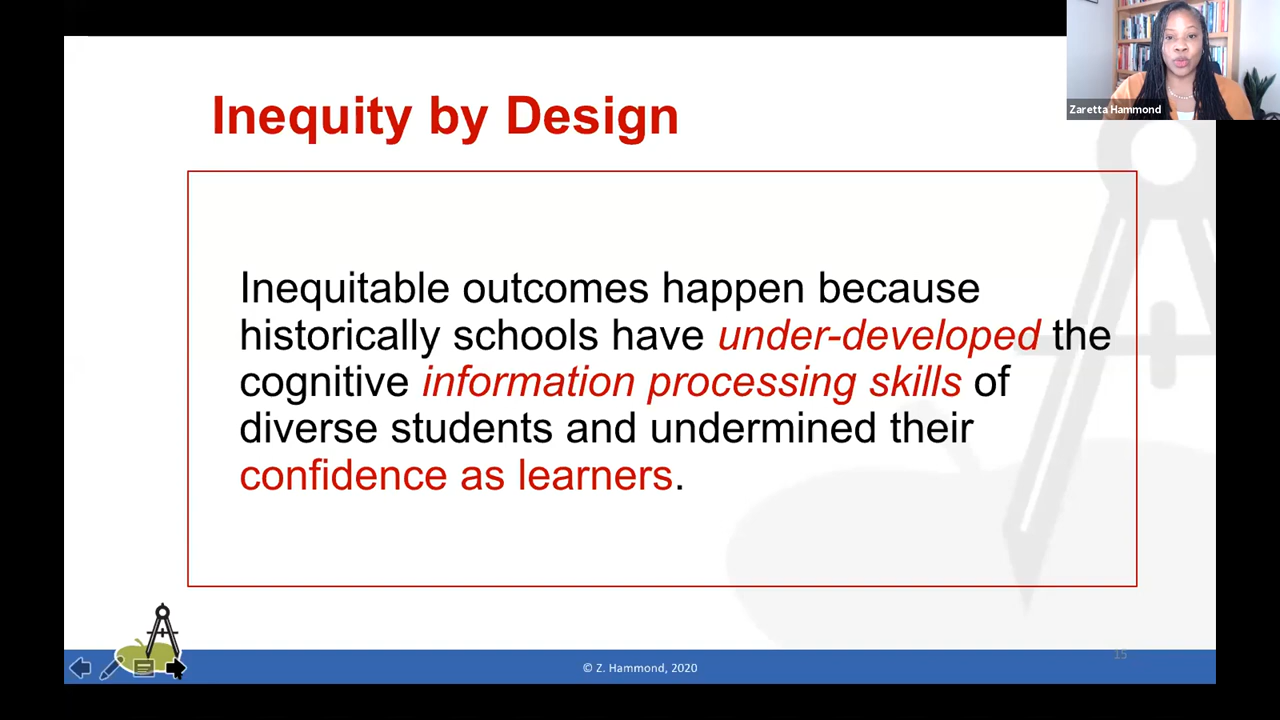 Zaretta Hammond
Inequity by Design
Inequitable outcomes happen because
historically schools have under-developed the
cognitive information processing skills of
diverse students and undermined their
confidence as learners.
© Z. Hammond, 2020
15